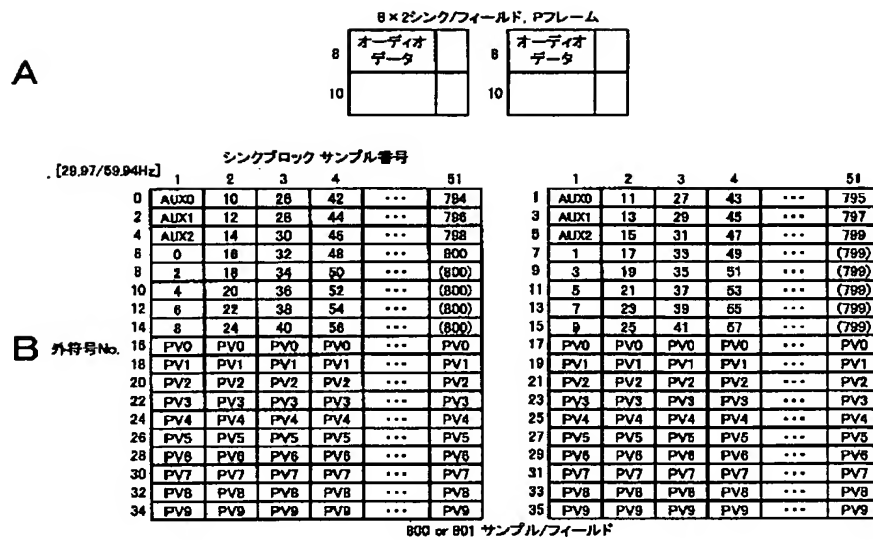 8×2シンク/フィールド, Pフレーム
A
8 オーディオデータ 8 オーディオデータ
10 10
シンクブロック サンプル番号
[29.97/59.94Hz]
1 2 3 4 51 1 2 3 4 51
0 AUX0 10 26 42 ••• 794 1 AUX0 11 27 43 ••• 795
2 AUX1 12 28 44 ••• 796 3 AUX1 13 29 45 ••• 797
4 AUX2 14 30 46 ••• 798 5 AUX2 15 31 47 ••• 799
6 0 16 32 48 ••• 800 7 1 17 33 49 ••• (799)
8 2 18 34 50 ••• (800) 9 3 19 35 51 ••• (799)
10 4 20 36 52 ••• (800) 11 5 21 37 53 ••• (799)
12 6 22 38 54 ••• (800) 13 7 23 39 55 ••• (799)
14 8 24 40 56 ••• (800) 15 9 25 41 57 ••• (799)
B 外符号No. 16 PV0 PV0 PV0 PV0 ••• PV0 17 PV0 PV0 PV0 PV0 ••• PV0
18 PV1 PV1 PV1 PV1 ••• PV1 19 PV1 PV1 PV1 PV1 ••• PV1
20 PV2 PV2 PV2 PV2 ••• PV2 21 PV2 PV2 PV2 PV2 ••• PV2
22 PV3 PV3 PV3 PV3 ••• PV3 23 PV3 PV3 PV3 PV3 ••• PV3
24 PV4 PV4 PV4 PV4 ••• PV4 25 PV4 PV4 PV4 PV4 ••• PV4
26 PV5 PV5 PV5 PV5 ••• PV5 27 PV5 PV5 PV5 PV5 ••• PV5
28 PV6 PV6 PV6 PV6 ••• PV6 29 PV6 PV6 PV6 PV6 ••• PV6
30 PV7 PV7 PV7 PV7 ••• PV7 31 PV7 PV7 PV7 PV7 ••• PV7
32 PV8 PV8 PV8 PV8 ••• PV8 33 PV8 PV8 PV8 PV8 ••• PV8
34 PV9 PV9 PV9 PV9 ••• PV9 35 PV9 PV9 PV9 PV9 ••• PV9
800 or 801 サンプル/フィールド